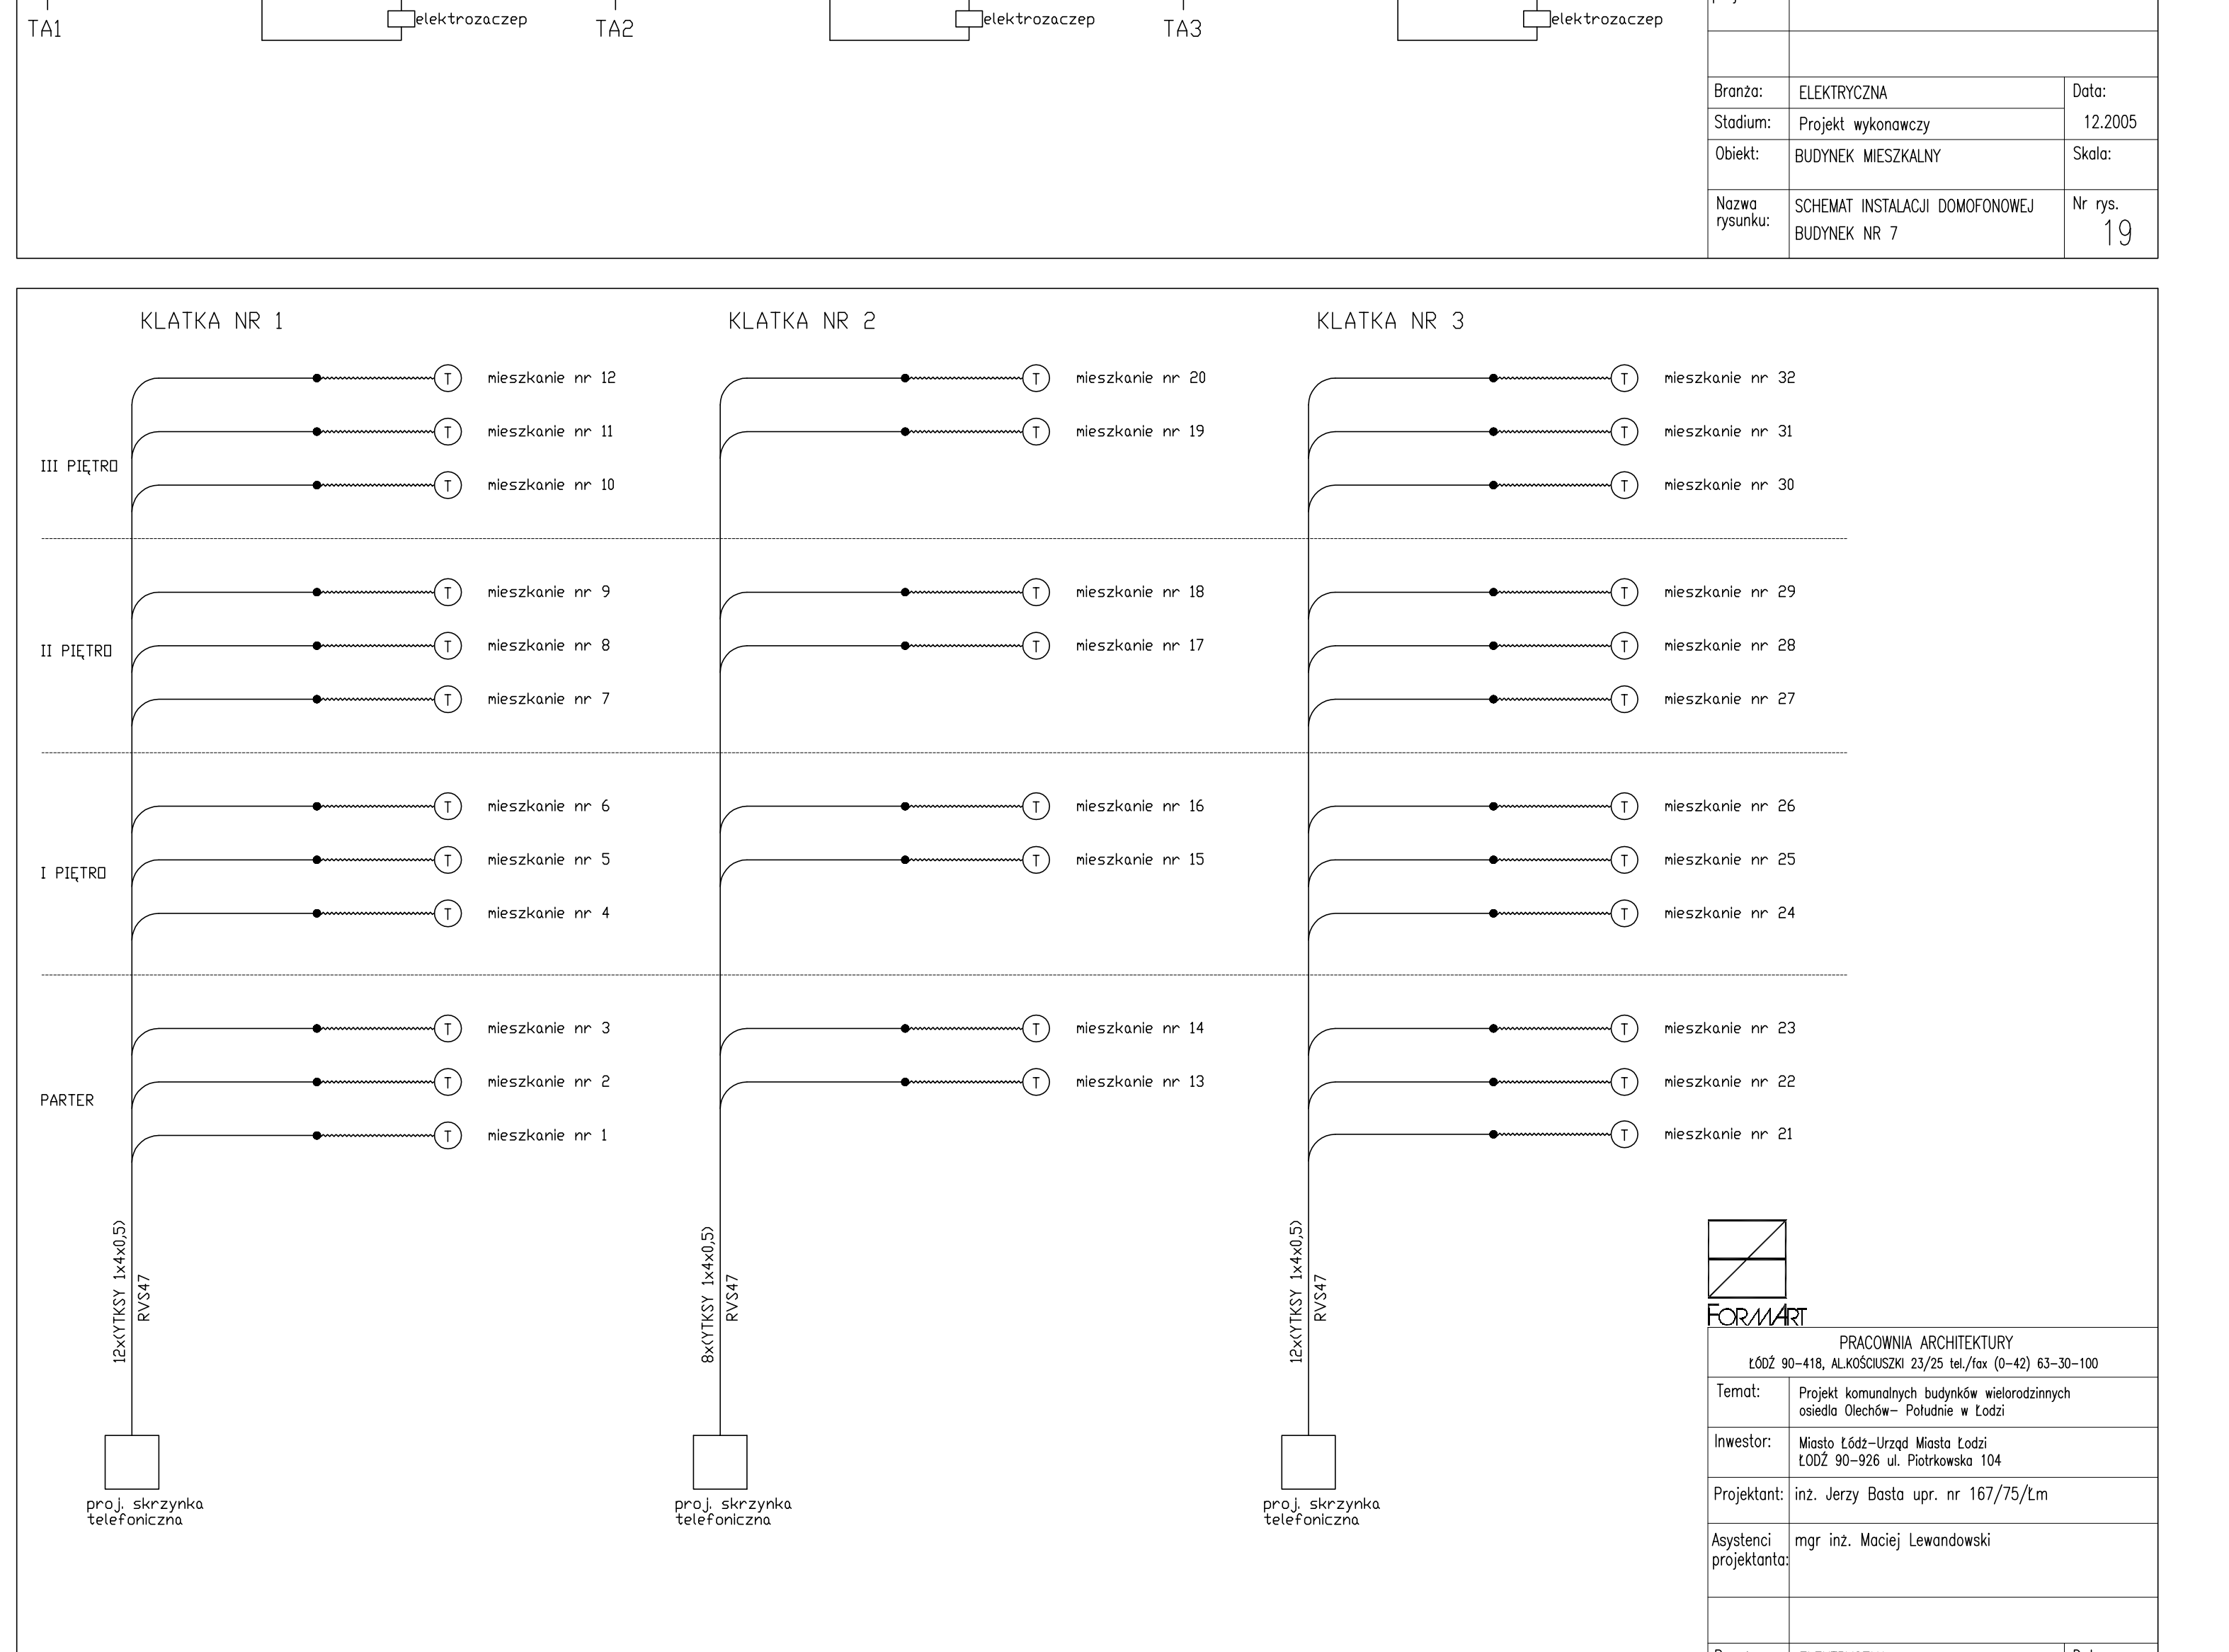 TA1
elektrozaczep
TA2
elektrozaczep
TA3
elektrozaczep
Branża:
ELEKTRYCZNA
Data:
12.2005
Stadium:
Projekt wykonawczy
Obiekt:
BUDYNEK MIESZKALNY
Skala:
Nazwa
rysunku:
SCHEMAT INSTALACJI DOMOFONOWEJ
BUDYNEK NR 7
Nr rys.
19
KLATKA NR 1
KLATKA NR 2
KLATKA NR 3
T mieszkanie nr 12
T mieszkanie nr 20
T mieszkanie nr 32
T mieszkanie nr 11
T mieszkanie nr 19
T mieszkanie nr 31
III PIĘTRO
T mieszkanie nr 10
T mieszkanie nr 30
T mieszkanie nr 9
T mieszkanie nr 18
T mieszkanie nr 29
II PIĘTRO
T mieszkanie nr 8
T mieszkanie nr 17
T mieszkanie nr 28
T mieszkanie nr 7
T mieszkanie nr 27
T mieszkanie nr 6
T mieszkanie nr 16
T mieszkanie nr 26
I PIĘTRO
T mieszkanie nr 5
T mieszkanie nr 15
T mieszkanie nr 25
T mieszkanie nr 4
T mieszkanie nr 24
T mieszkanie nr 3
T mieszkanie nr 14
T mieszkanie nr 23
PARTER
T mieszkanie nr 2
T mieszkanie nr 13
T mieszkanie nr 22
T mieszkanie nr 1
T mieszkanie nr 21
12x(YTKSY 1x4x0,5)
RVS47
8x(YTKSY 1x4x0,5)
RVS47
12x(YTKSY 1x4x0,5)
RVS47
proj. skrzynka
telefoniczna
proj. skrzynka
telefoniczna
proj. skrzynka
telefoniczna
FORMART
PRACOWNIA ARCHITEKTURY
ŁÓDŹ 90-418, AL.KOŚCIUSZKI 23/25 tel./fax (0-42) 63-30-100
Temat:
Projekt komunalnych budynków wielorodzinnych
osiedla Olechów- Południe w Łodzi
Inwestor:
Miasto Łódź-Urząd Miasta Łodzi
ŁODŹ 90-926 ul. Piotrkowska 104
Projektant:
inż. Jerzy Basta upr. nr 167/75/Łm
Asystenci
projektanta:
mgr inż. Maciej Lewandowski